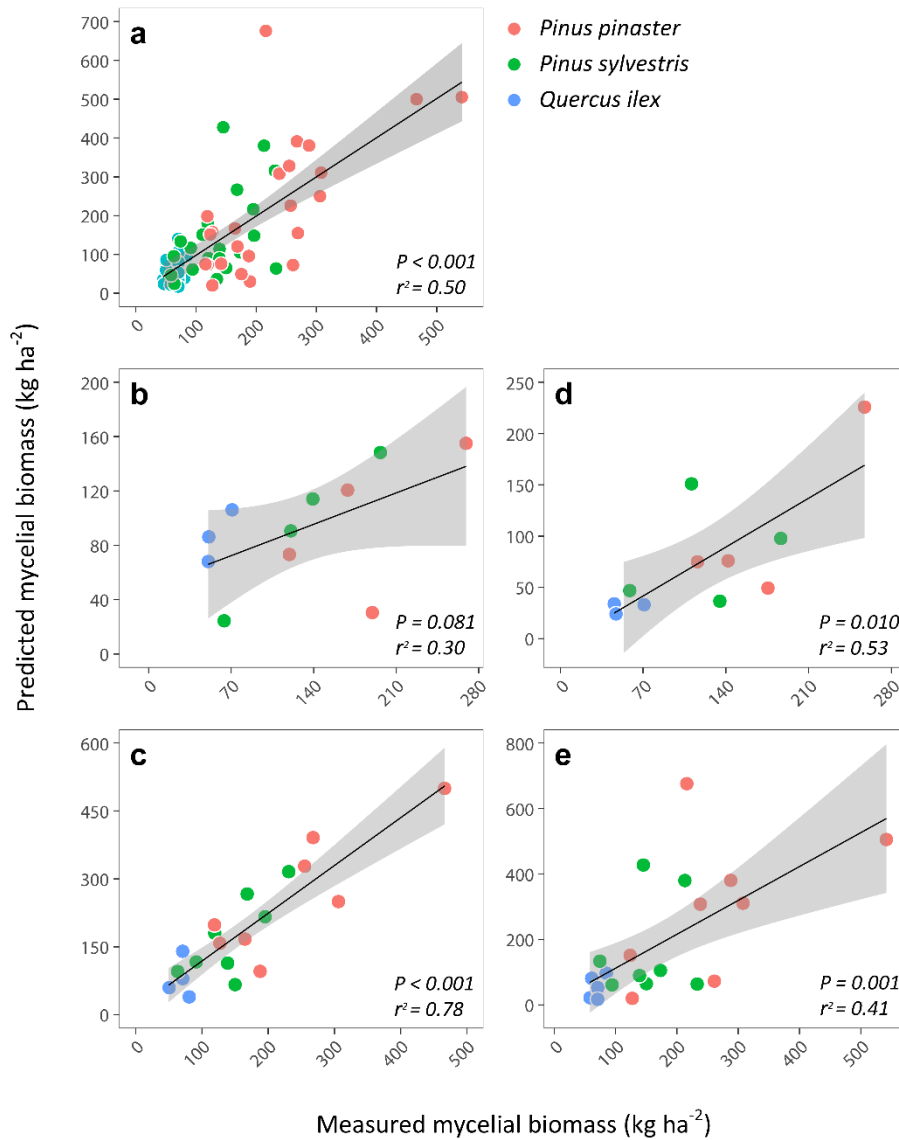 a
700
600
500
400
300
200
100
0
0
100
200
300
400
500
P < 0.001
r² = 0.50
Pinus pinaster
Pinus sylvestris
Quercus ilex
Predicted mycelial biomass (kg ha⁻²)
b
200
160
120
80
40
0
0
70
140
210
280
P = 0.081
r² = 0.30
d
250
200
150
100
50
0
0
70
140
210
280
P = 0.010
r² = 0.53
c
600
450
300
150
0
0
100
200
300
400
500
P < 0.001
r² = 0.78
e
800
600
400
200
0
0
100
200
300
400
500
P = 0.001
r² = 0.41
Measured mycelial biomass (kg ha⁻²)